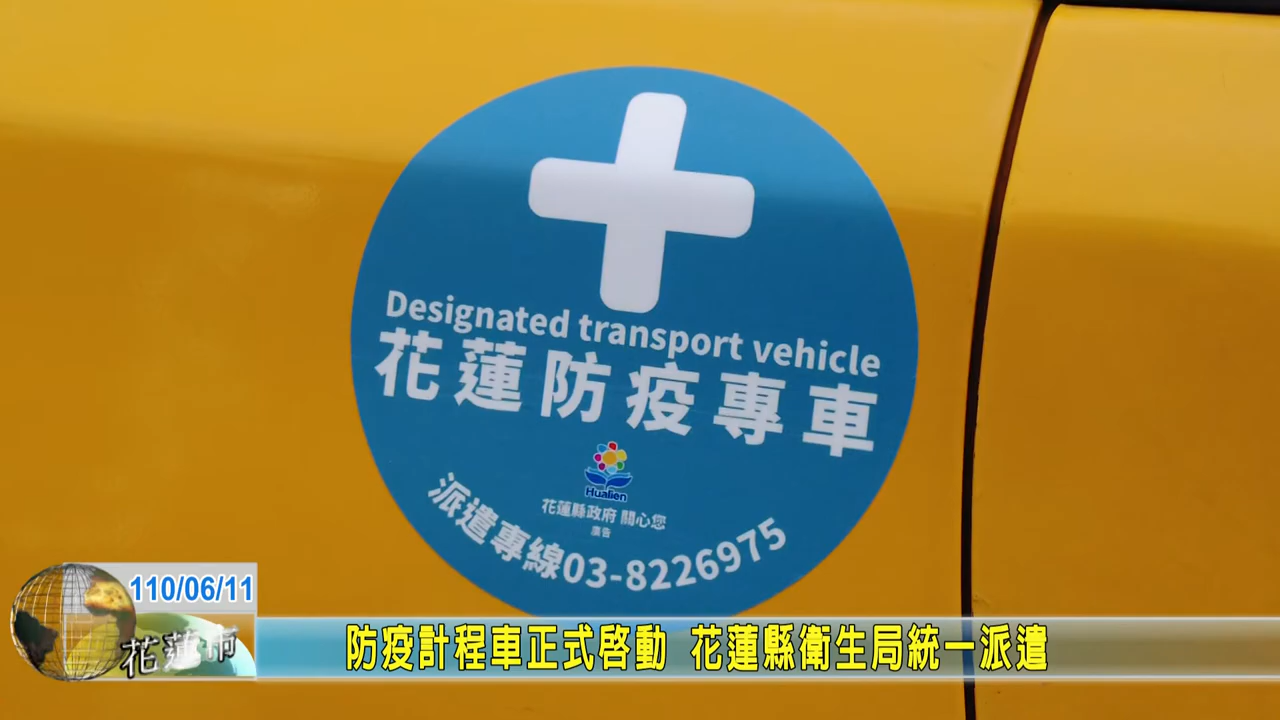 Designated transport vehicle
花蓮防疫專車
Hualien
花蓮縣政府 關心您
廣告
派遣專線03-8226975
110/06/11
花蓮市
防疫計程車正式啓動 花蓮縣衛生局統一派遣